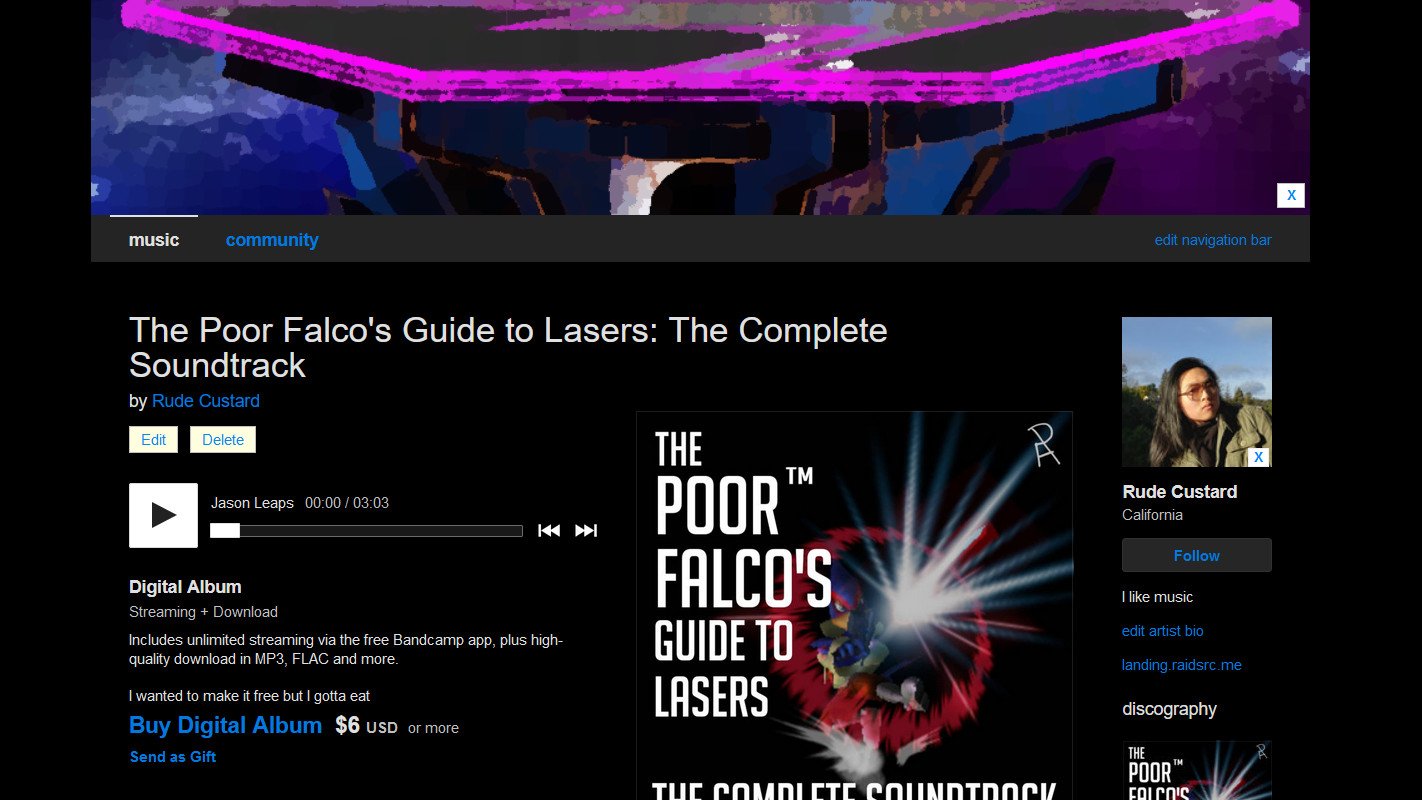 X
music
community
edit navigation bar
The Poor Falco's Guide to Lasers: The Complete
Soundtrack
by Rude Custard
Edit
Delete
Jason Leaps 00:00 / 03:03
Digital Album
Streaming + Download
Includes unlimited streaming via the free Bandcamp app, plus high-
quality download in MP3, FLAC and more.
I wanted to make it free but I gotta eat
Buy Digital Album $6 USD or more
Send as Gift
THE
POOR™
FALCO'S
GUIDE TO
LASERS
THE COMPLETE SOUNDTRACK
X
Rude Custard
California
Follow
I like music
edit artist bio
landing.raidsrc.me
discography
THE
POOR™
FALCO'S